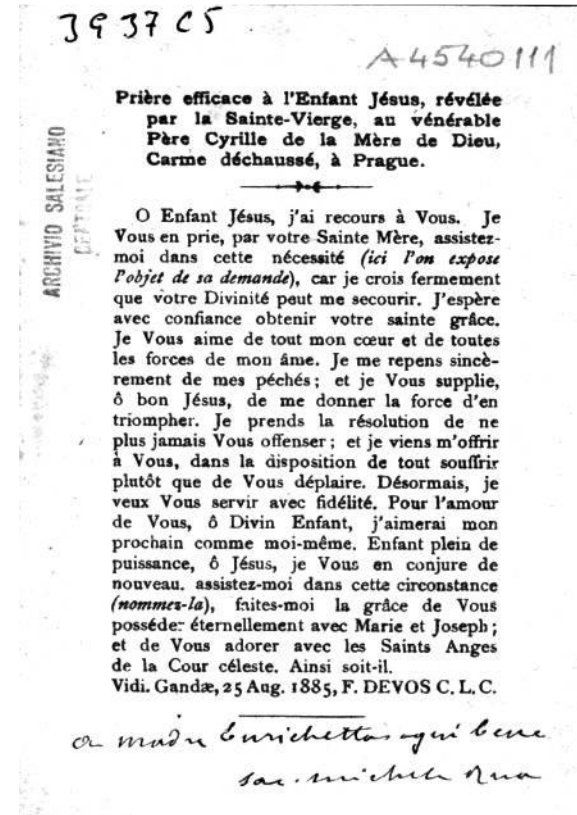 3937C5
A4540111
ARCHIVIO SALESIANO
CENTRALE
Prière efficace à l'Enfant Jésus, révélée
par la Sainte-Vierge, au vénérable
Père Cyrille de la Mère de Dieu,
Carme déchaussé, à Prague.
O Enfant Jésus, j'ai recours à Vous. Je
Vous en prie, par votre Sainte Mère, assistez-
moi dans cette nécessité (ici l'on expose
l'objet de sa demande), car je crois fermement
que votre Divinité peut me secourir. J'espère
avec confiance obtenir votre sainte grâce.
Je Vous aime de tout mon cœur et de toutes
les forces de mon âme. Je me repens sincè-
rement de mes péchés; et je Vous supplie,
ô bon Jésus, de me donner la force d'en
triompher. Je prends la résolution de ne
plus jamais Vous offenser; et je viens m'offrir
à Vous, dans la disposition de tout souffrir
plutôt que de Vous déplaire. Désormais, je
veux Vous servir avec fidélité. Pour l'amour
de Vous, ô Divin Enfant, j'aimerai mon
prochain comme moi-même. Enfant plein de
puissance, ô Jésus, je Vous en conjure de
nouveau. assistez-moi dans cette circonstance
(nommez-la), faites-moi la grâce de Vous
posséder éternellement avec Marie et Joseph;
et de Vous adorer avec les Saints Anges
de la Cour céleste. Ainsi soit-il.
Vidi. Gandæ, 25 Aug. 1885, F. DEVOS C. L. C.
a madre Enrichetta ogni bene
sac. Michele Rua